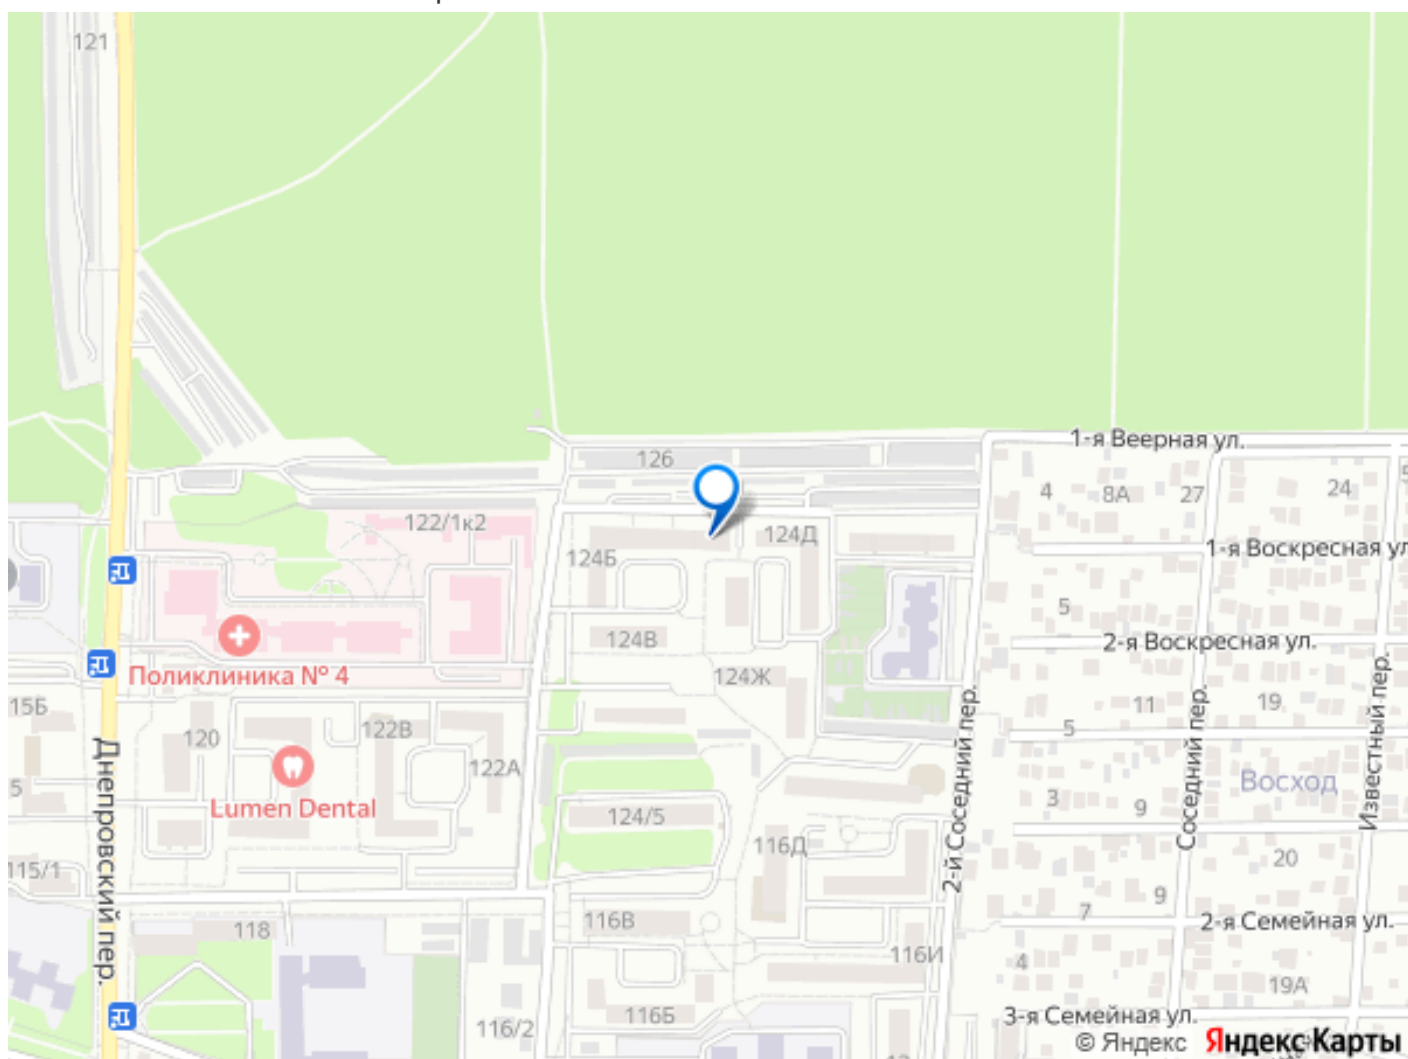 121
1-я Веерная ул.
126
4
8А
27
24
122/1к2
124Б
124Д
1-я Воскресная ул
5
124В
2-я Воскресная ул.
Поликлиника № 4
124Ж
15Б
120
122В
122А
11
19
5
Днепровский пер.
2-й Соседний пер.
Соседний пер.
Известный пер.
Восход
5
Lumen Dental
124/5
3
9
116Д
115/1
20
9
7
118
116В
2-я Семейная ул.
116И
4
19А
116Б
116/2
3-я Семейная ул.
© Яндекс Яндекс Карты